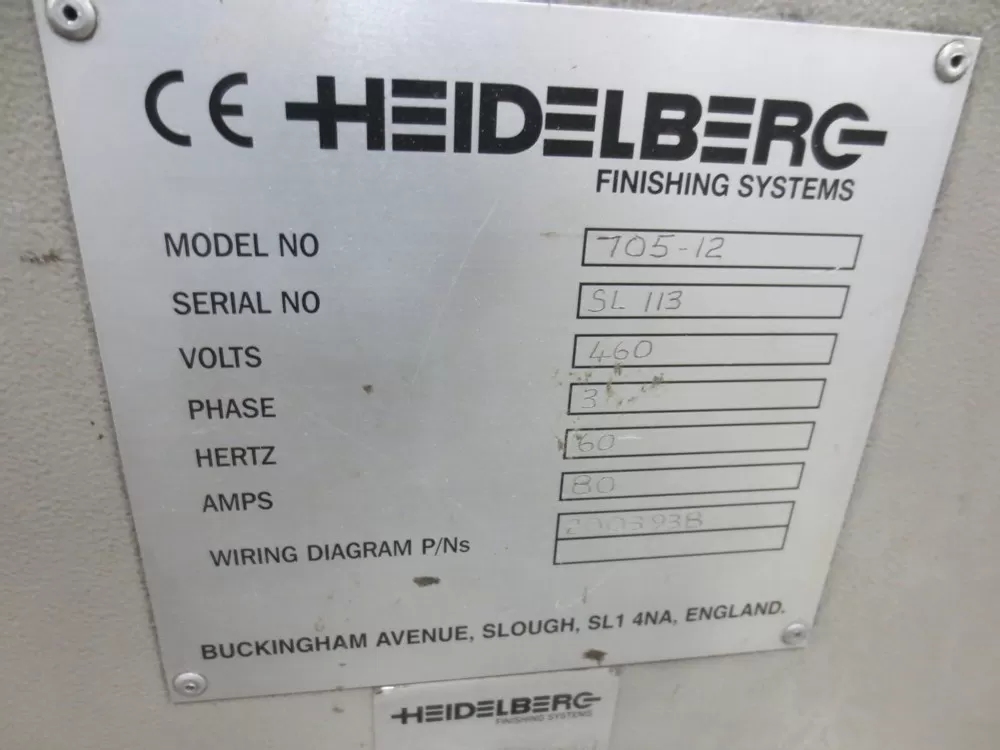 CE HEIDELBERG
FINISHING SYSTEMS
MODEL NO 705-12
SERIAL NO SL 113
VOLTS 460
PHASE 3
HERTZ 60
AMPS 80
WIRING DIAGRAM P/Ns
BUCKINGHAM AVENUE, SLOUGH, SL1 4NA, ENGLAND.
HEIDELBERG
FINISHING SYSTEMS